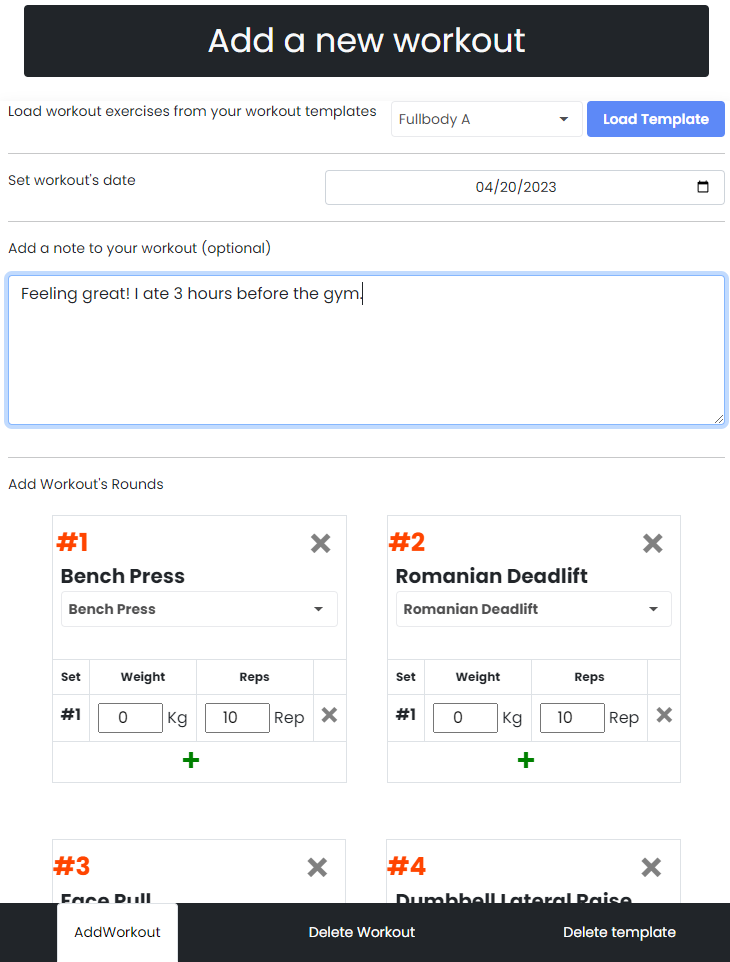 Add a new workout
Load workout exercises from your workout templates Fullbody A Load Template
Set workout's date 04/20/2023
Add a note to your workout (optional)
Feeling great! I ate 3 hours before the gym.
Add Workout's Rounds
#1 #2
Bench Press Romanian Deadlift
Bench Press Romanian Deadlift
Set Weight Reps Set Weight Reps
#1 0 Kg 10 Rep #1 0 Kg 10 Rep
#3 #4
Face Pull Dumbbell Lateral Raise
AddWorkout Delete Workout Delete template